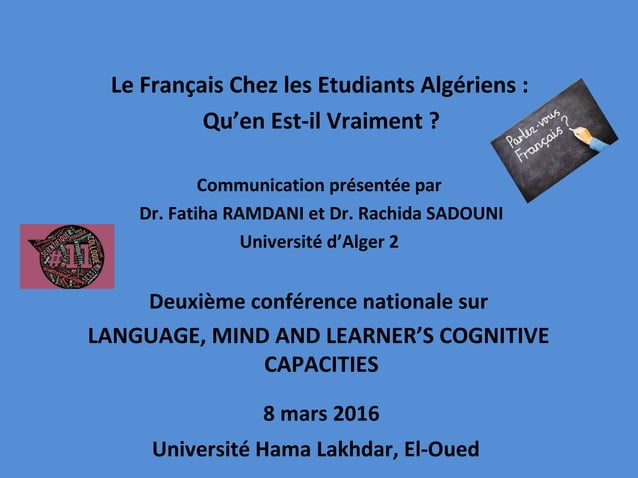 Le Français Chez les Etudiants Algériens :
Qu’en Est-il Vraiment ?
Parlez-vous
Français ?
Communication présentée par
Dr. Fatiha RAMDANI et Dr. Rachida SADOUNI
Université d’Alger 2
#11
Deuxième conférence nationale sur
LANGUAGE, MIND AND LEARNER’S COGNITIVE
CAPACITIES
8 mars 2016
Université Hama Lakhdar, El-Oued